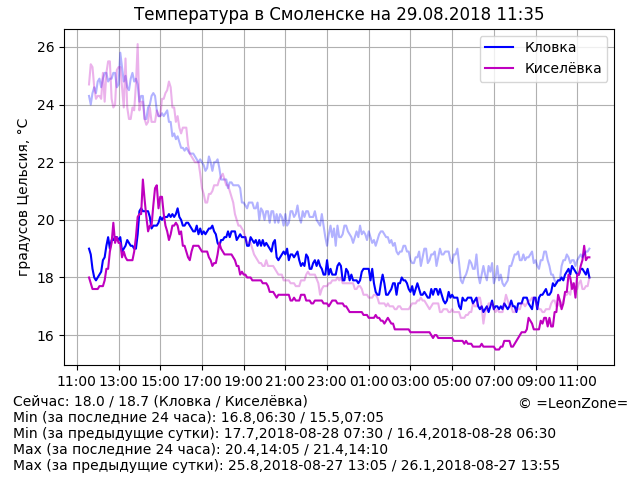 Температура в Смоленске на 29.08.2018 11:35
градусов Цельсия, °C
26
24
22
20
18
16
Кловка
Киселёвка
11:00 13:00 15:00 17:00 19:00 21:00 23:00 01:00 03:00 05:00 07:00 09:00 11:00
Сейчас: 18.0 / 18.7 (Кловка / Киселёвка)
© =LeonZone=
Min (за последние 24 часа): 16.8,06:30 / 15.5,07:05
Min (за предыдущие сутки): 17.7,2018-08-28 07:30 / 16.4,2018-08-28 06:30
Max (за последние 24 часа): 20.4,14:05 / 21.4,14:10
Max (за предыдущие сутки): 25.8,2018-08-27 13:05 / 26.1,2018-08-27 13:55